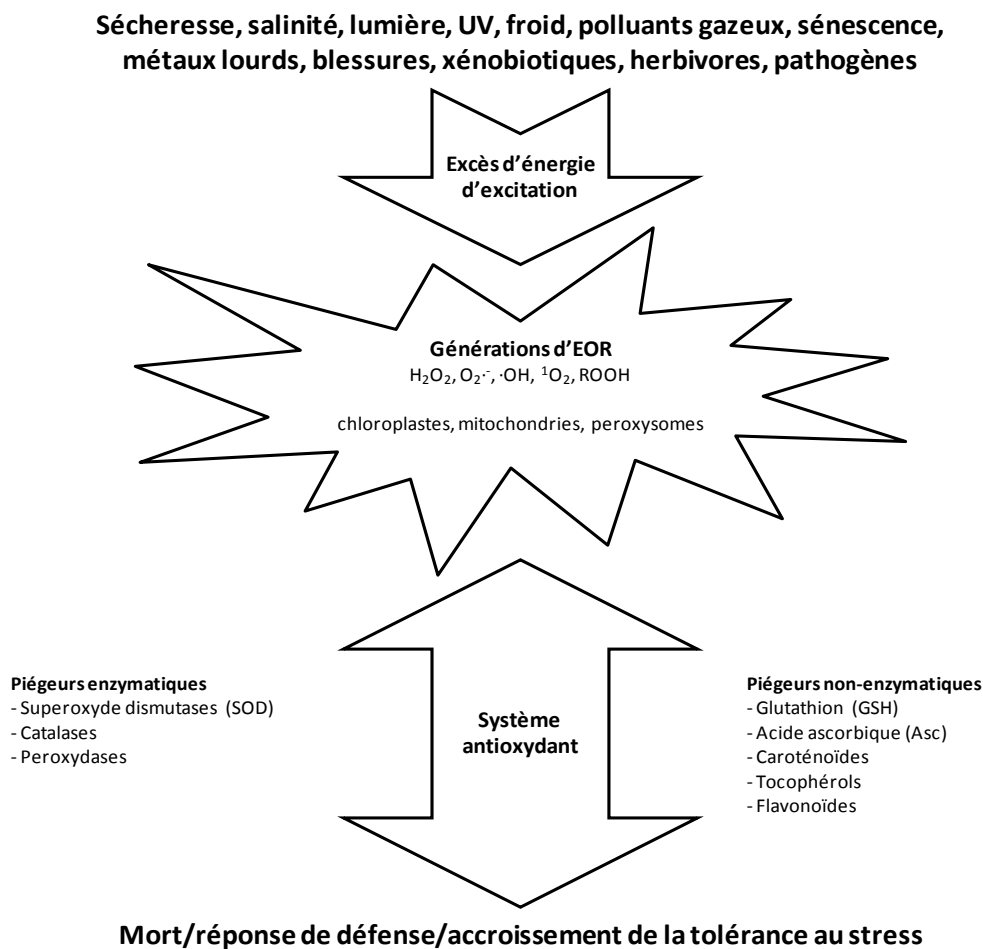 Sécheresse, salinité, lumière, UV, froid, polluants gazeux, sénescence,
métaux lourds, blessures, xénobiotiques, herbivores, pathogènes
Excès d’énergie
d’excitation
Générations d’EOR
H₂O₂, O₂·⁻, ·OH, ¹O₂, ROOH
chloroplastes, mitochondries, peroxysomes
Piégeurs enzymatiques
- Superoxyde dismutases (SOD)
- Catalases
- Peroxydases
Système
antioxydant
Piégeurs non-enzymatiques
- Glutathion (GSH)
- Acide ascorbique (Asc)
- Caroténoïdes
- Tocophérols
- Flavonoïdes
Mort/réponse de défense/accroissement de la tolérance au stress